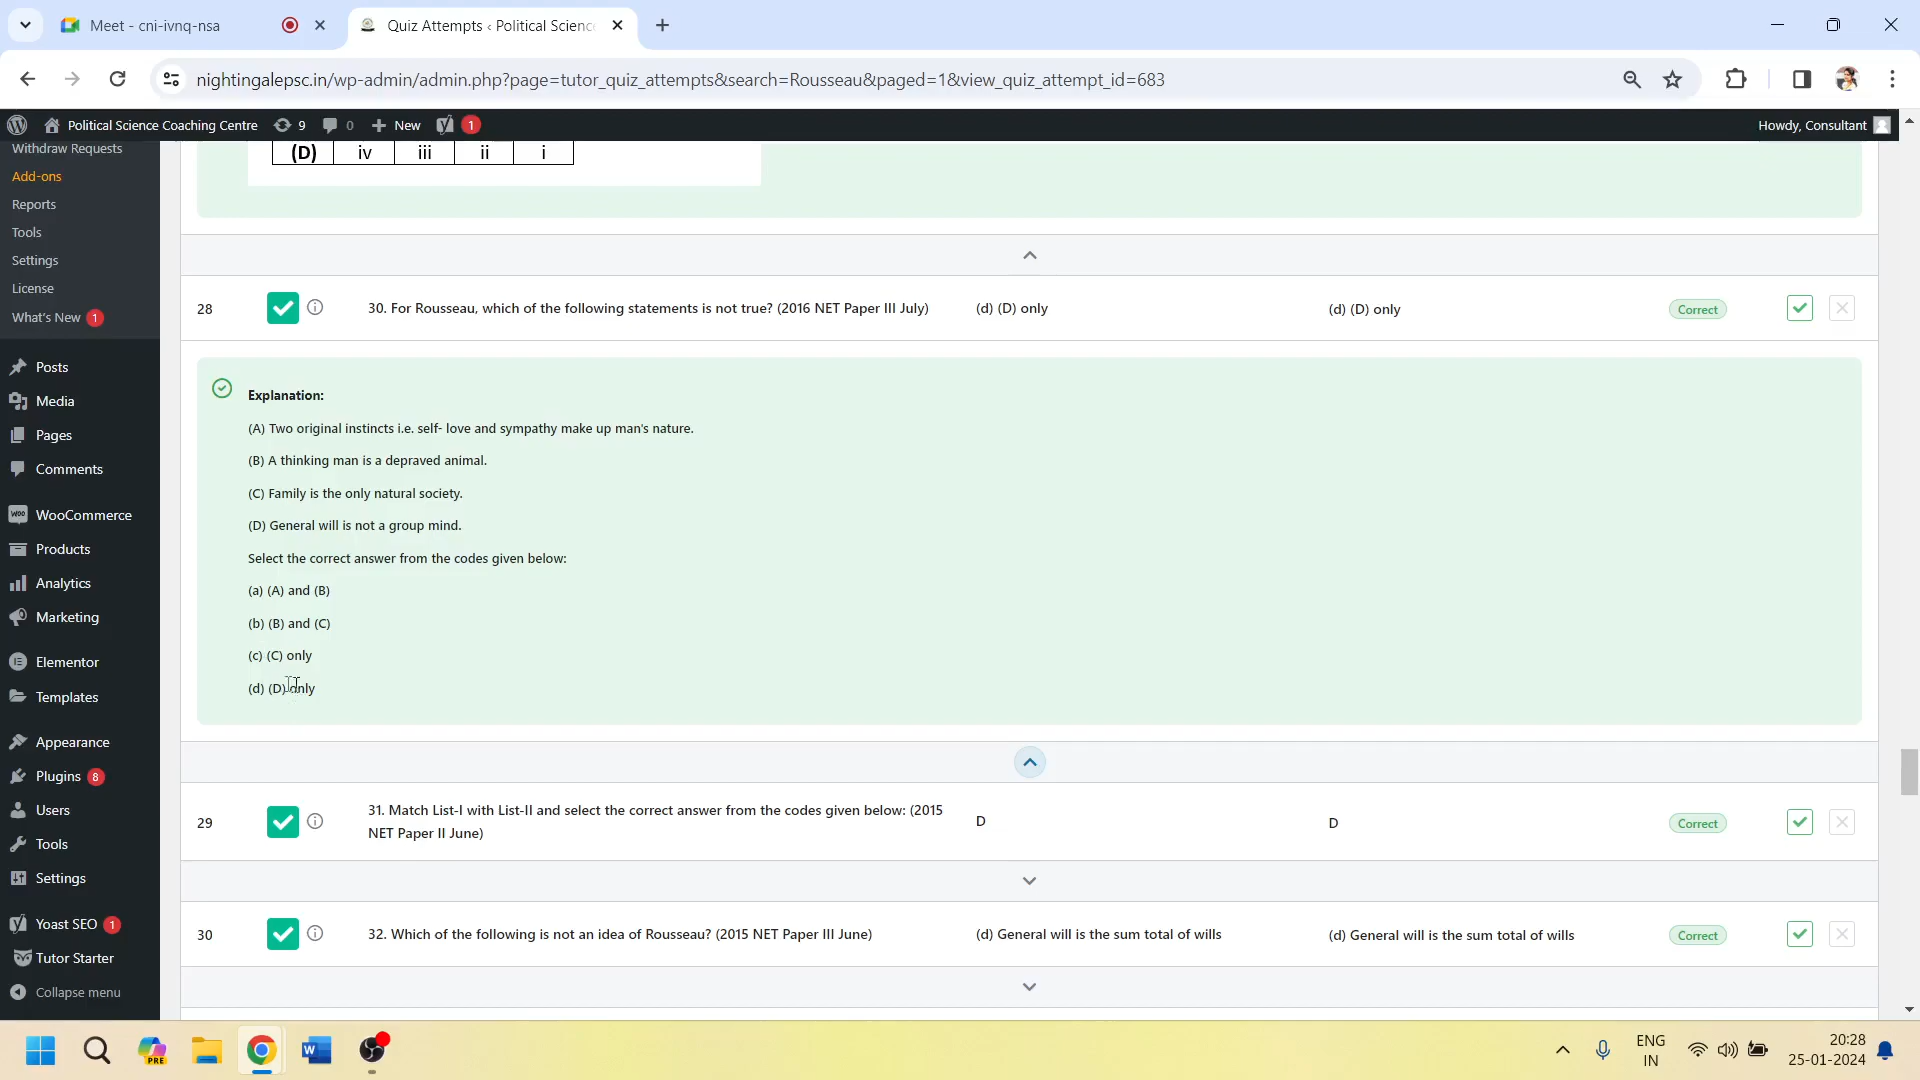 Meet - cni-ivnq-nsa
Quiz Attempts ‹ Political Science
nightingalepsc.in/wp-admin/admin.php?page=tutor_quiz_attempts&search=Rousseau&paged=1&view_quiz_attempt_id=683
Political Science Coaching Centre 9 0 New 1 Howdy, Consultant
Withdraw Requests
Add-ons
Reports
Tools
Settings
License
What's New 1
Posts
Media
Pages
Comments
WooCommerce
Products
Analytics
Marketing
Elementor
Templates
Appearance
Plugins 8
Users
Tools
Settings
Yoast SEO 1
Tutor Starter
Collapse menu
(D) iv iii ii i
28 30. For Rousseau, which of the following statements is not true? (2016 NET Paper III July) (d) (D) only (d) (D) only Correct
Explanation:
(A) Two original instincts i.e. self- love and sympathy make up man's nature.
(B) A thinking man is a depraved animal.
(C) Family is the only natural society.
(D) General will is not a group mind.
Select the correct answer from the codes given below:
(a) (A) and (B)
(b) (B) and (C)
(c) (C) only
(d) (D) only
29 31. Match List-I with List-II and select the correct answer from the codes given below: (2015 D D Correct
NET Paper II June)
30 32. Which of the following is not an idea of Rousseau? (2015 NET Paper III June) (d) General will is the sum total of wills (d) General will is the sum total of wills Correct
PRE
ENG
IN
20:28
25-01-2024